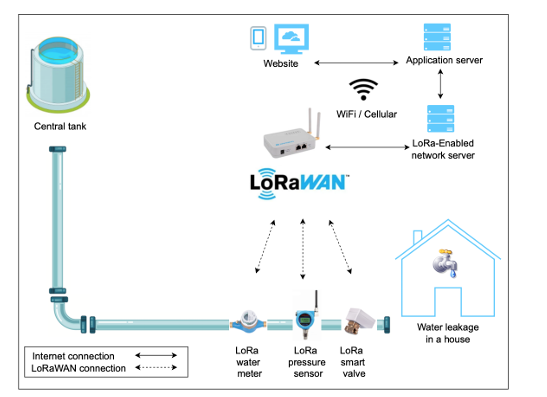 Website
Application server
WiFi / Cellular
Central tank
LoRa-Enabled
network server
LoRaWAN™
Water leakage
in a house
LoRa
water
meter
LoRa
pressure
sensor
LoRa
smart
valve
Internet connection
LoRaWAN connection